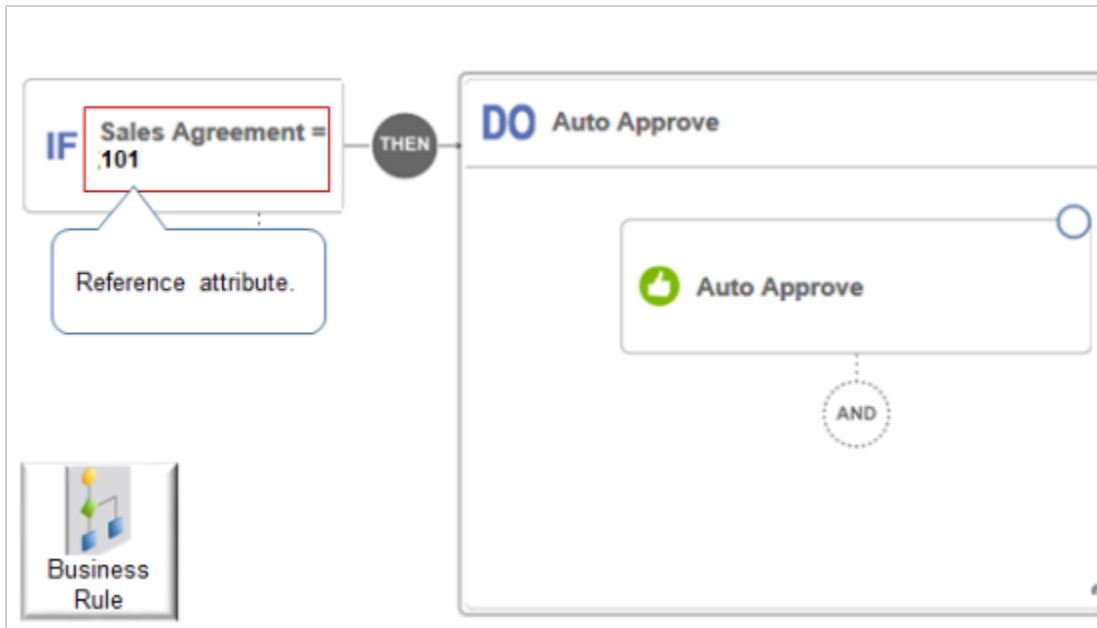 IF
Sales Agreement =
101
THEN
DO Auto Approve
Reference attribute.
Auto Approve
AND
Business
Rule